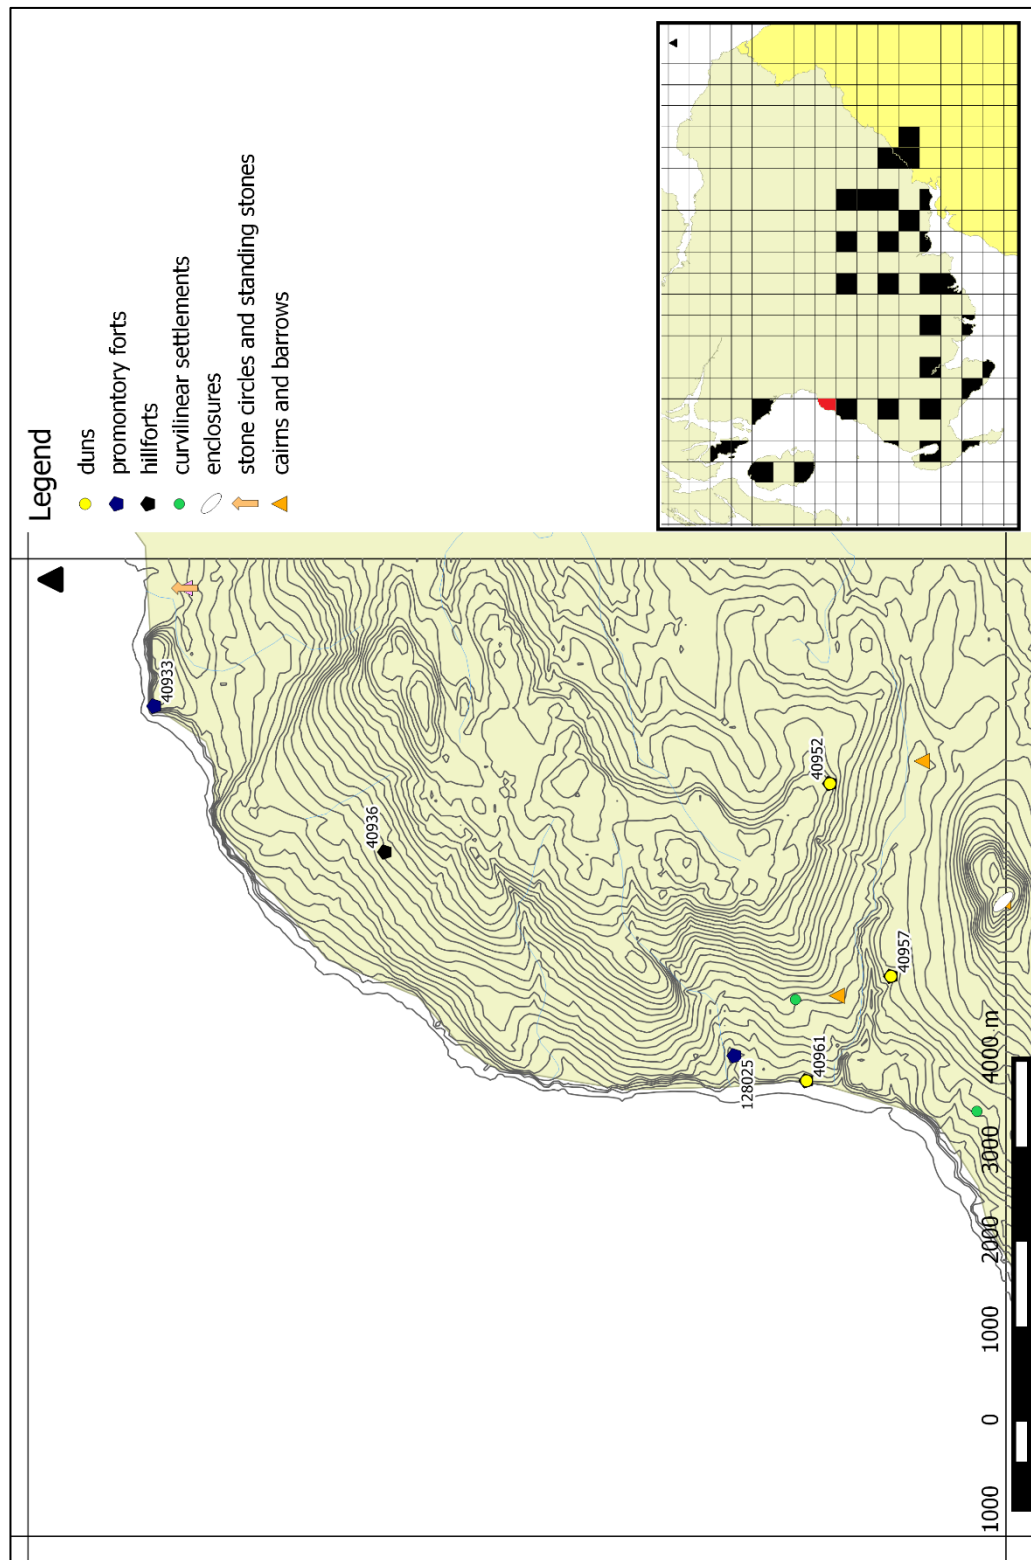 Legend
duns
promontory forts
hillforts
curvilinear settlements
enclosures
stone circles and standing stones
cairns and barrows
40933
40936
40952
40957
40961
128025
1000 0 1000 2000 3000 4000 m